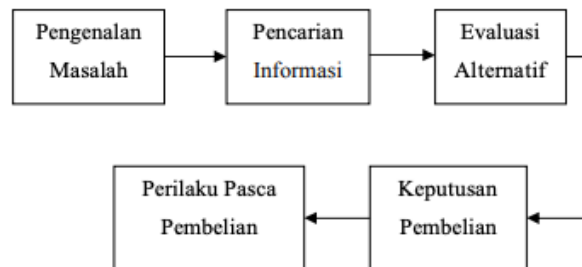 Pengenalan
Masalah
Pencarian
Informasi
Evaluasi
Alternatif
Keputusan
Pembelian
Perilaku Pasca
Pembelian